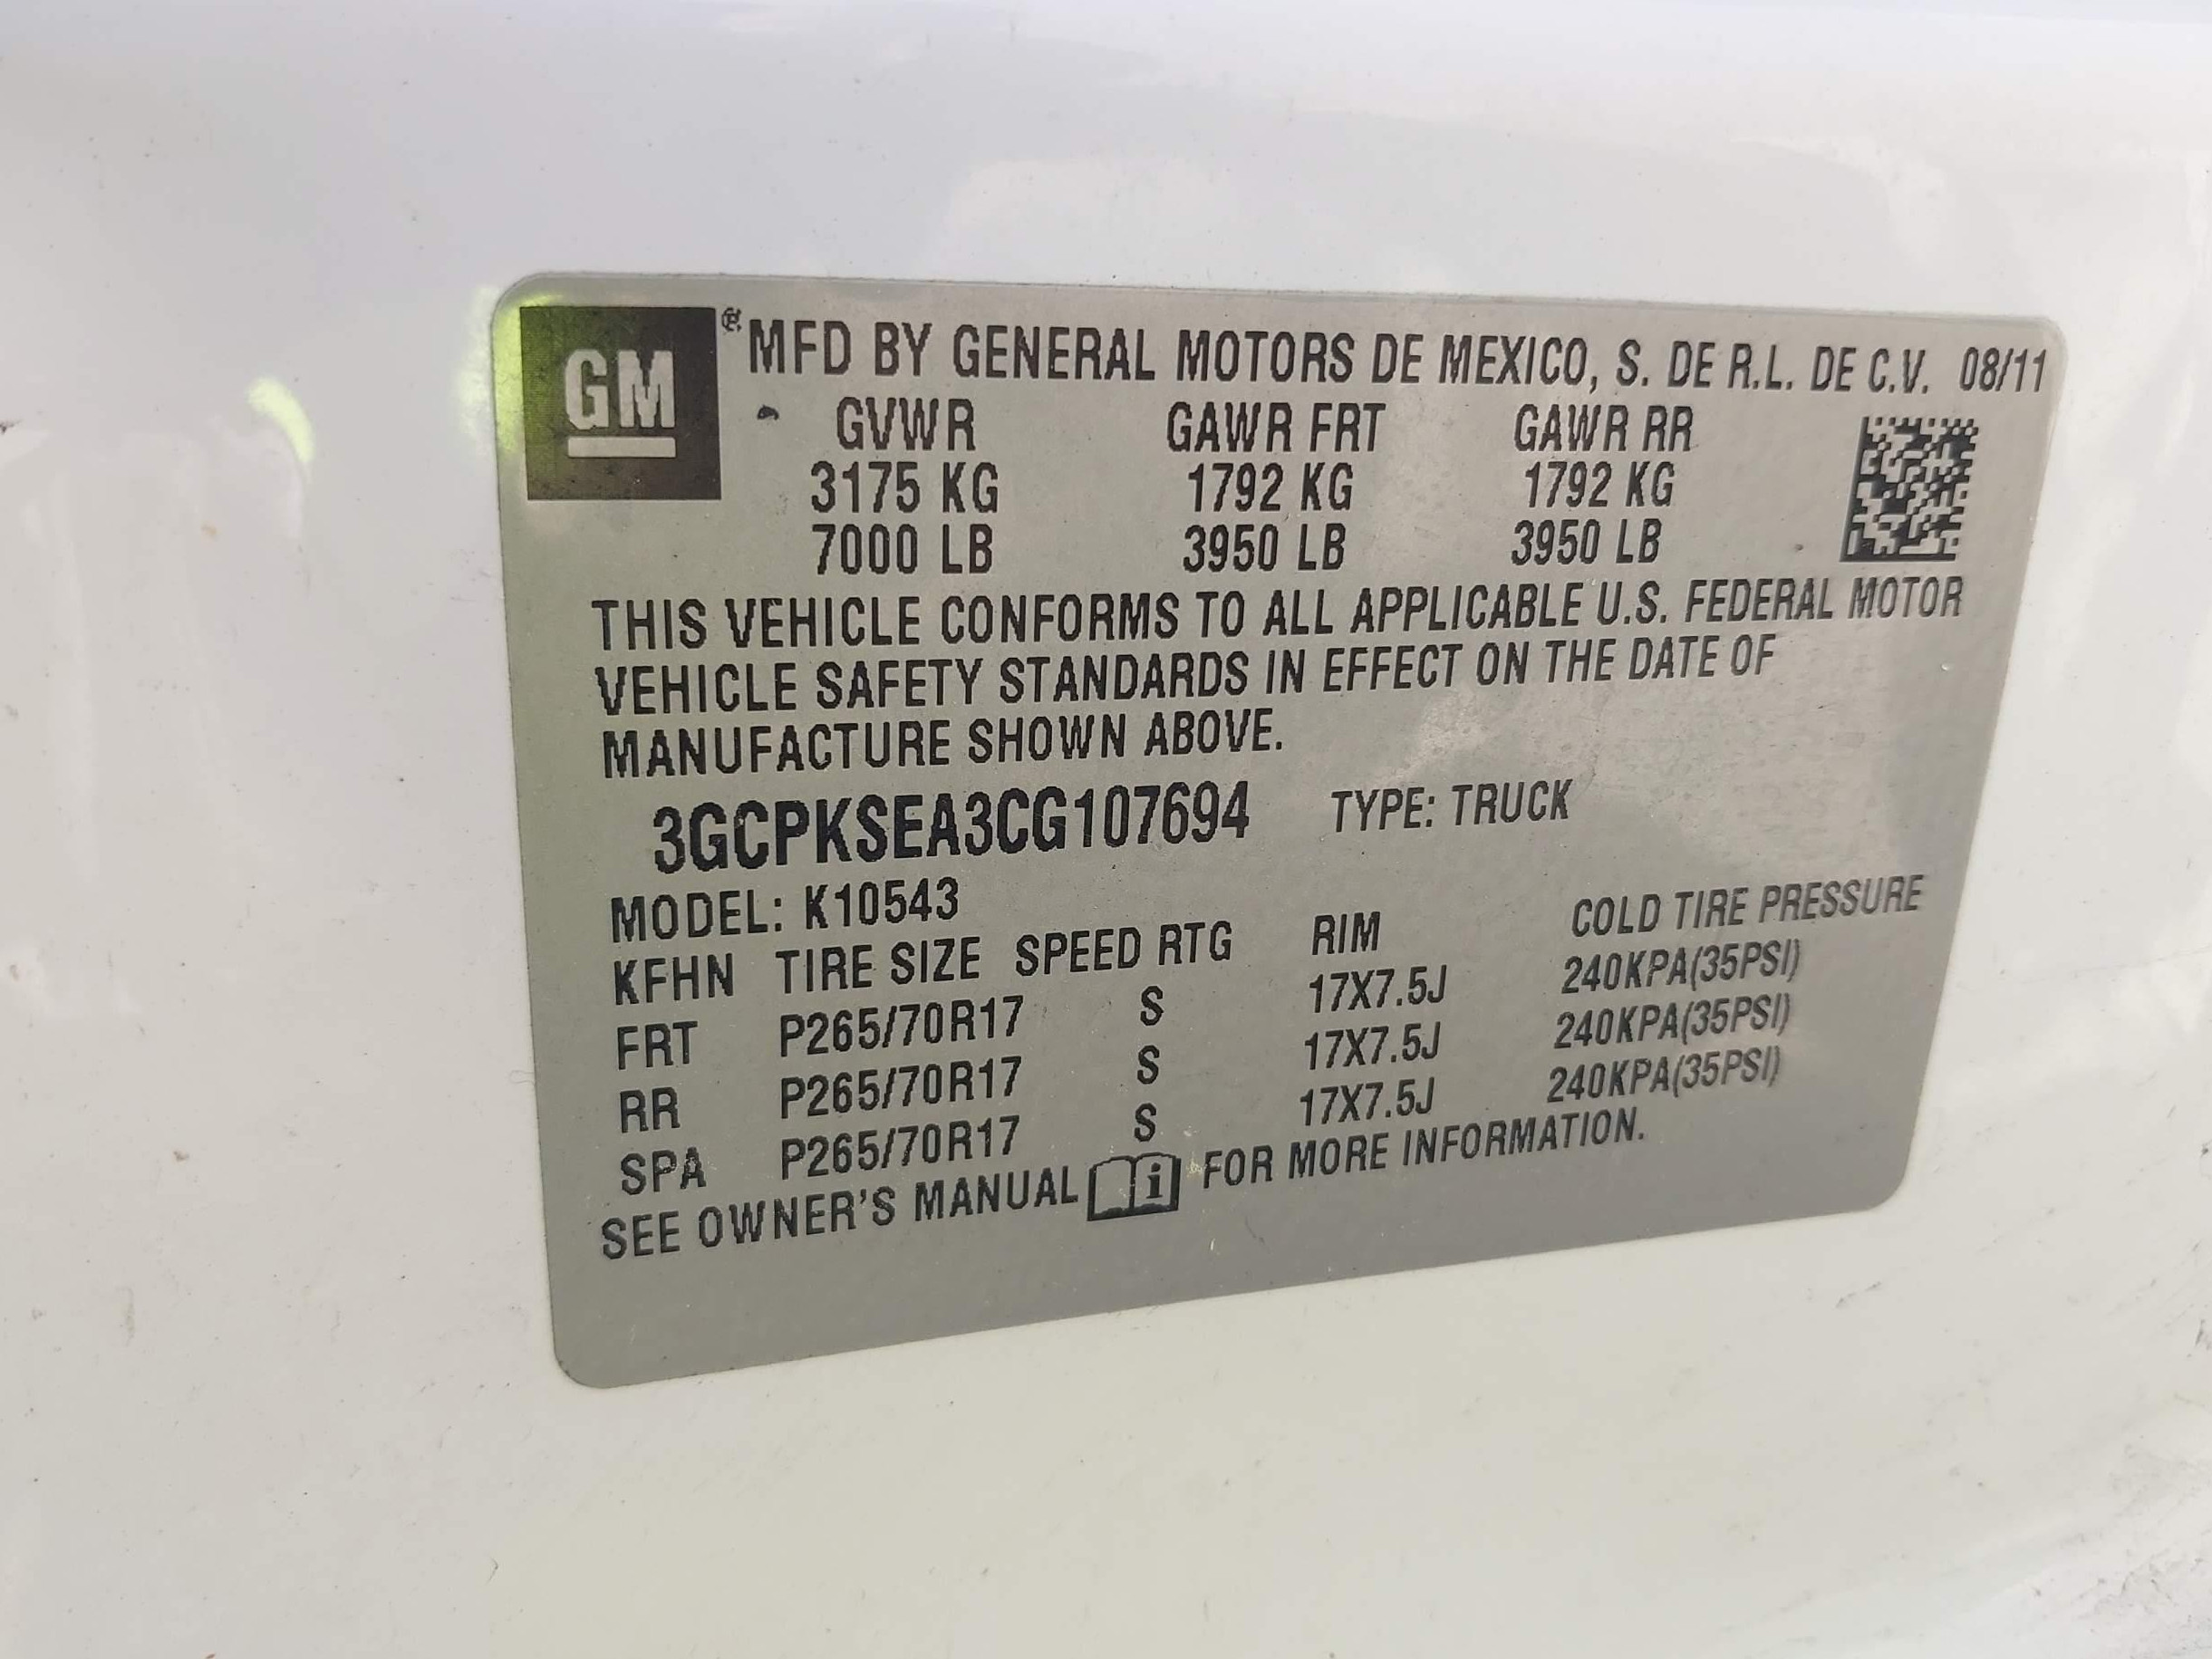 GM ® MFD BY GENERAL MOTORS DE MEXICO, S. DE R.L. DE C.V. 08/11
GVWR GAWR FRT GAWR RR
3175 KG 1792 KG 1792 KG
7000 LB 3950 LB 3950 LB
THIS VEHICLE CONFORMS TO ALL APPLICABLE U.S. FEDERAL MOTOR
VEHICLE SAFETY STANDARDS IN EFFECT ON THE DATE OF
MANUFACTURE SHOWN ABOVE.
3GCPKSEA3CG107694 TYPE: TRUCK
MODEL: K10543
KFHN TIRE SIZE SPEED RTG RIM COLD TIRE PRESSURE
FRT P265/70R17 S 17X7.5J 240KPA(35PSI)
RR P265/70R17 S 17X7.5J 240KPA(35PSI)
SPA P265/70R17 S 17X7.5J 240KPA(35PSI)
SEE OWNER'S MANUAL i FOR MORE INFORMATION.